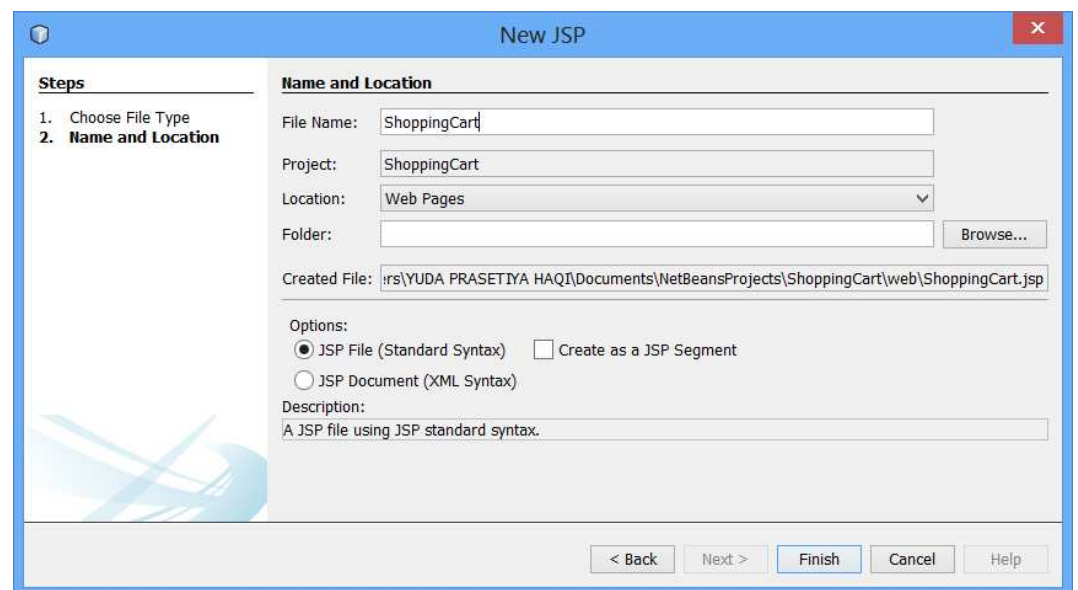 New JSP
Steps
1. Choose File Type
2. Name and Location
Name and Location
File Name: ShoppingCart
Project: ShoppingCart
Location: Web Pages
Folder:
Browse...
Created File: ers\YUDA PRASETIYA HAQI\Documents\NetBeansProjects\ShoppingCart\web\ShoppingCart.jsp
Options:
JSP File (Standard Syntax) Create as a JSP Segment
JSP Document (XML Syntax)
Description:
A JSP file using JSP standard syntax.
< Back Next > Finish Cancel Help